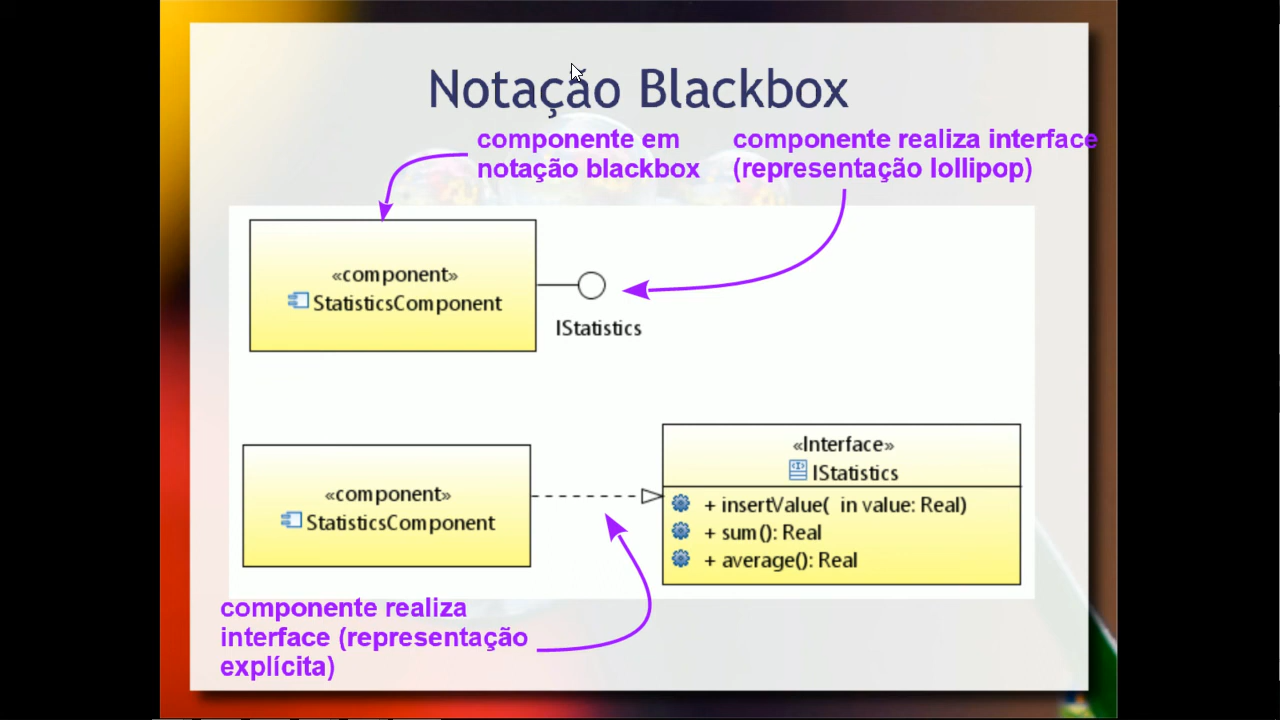 Notação Blackbox
componente em
notação blackbox
componente realiza interface
(representação lollipop)
«component»
StatisticsComponent
IStatistics
«component»
StatisticsComponent
«Interface»
IStatistics
+ insertValue( in value: Real)
+ sum(): Real
+ average(): Real
componente realiza
interface (representação
explícita)